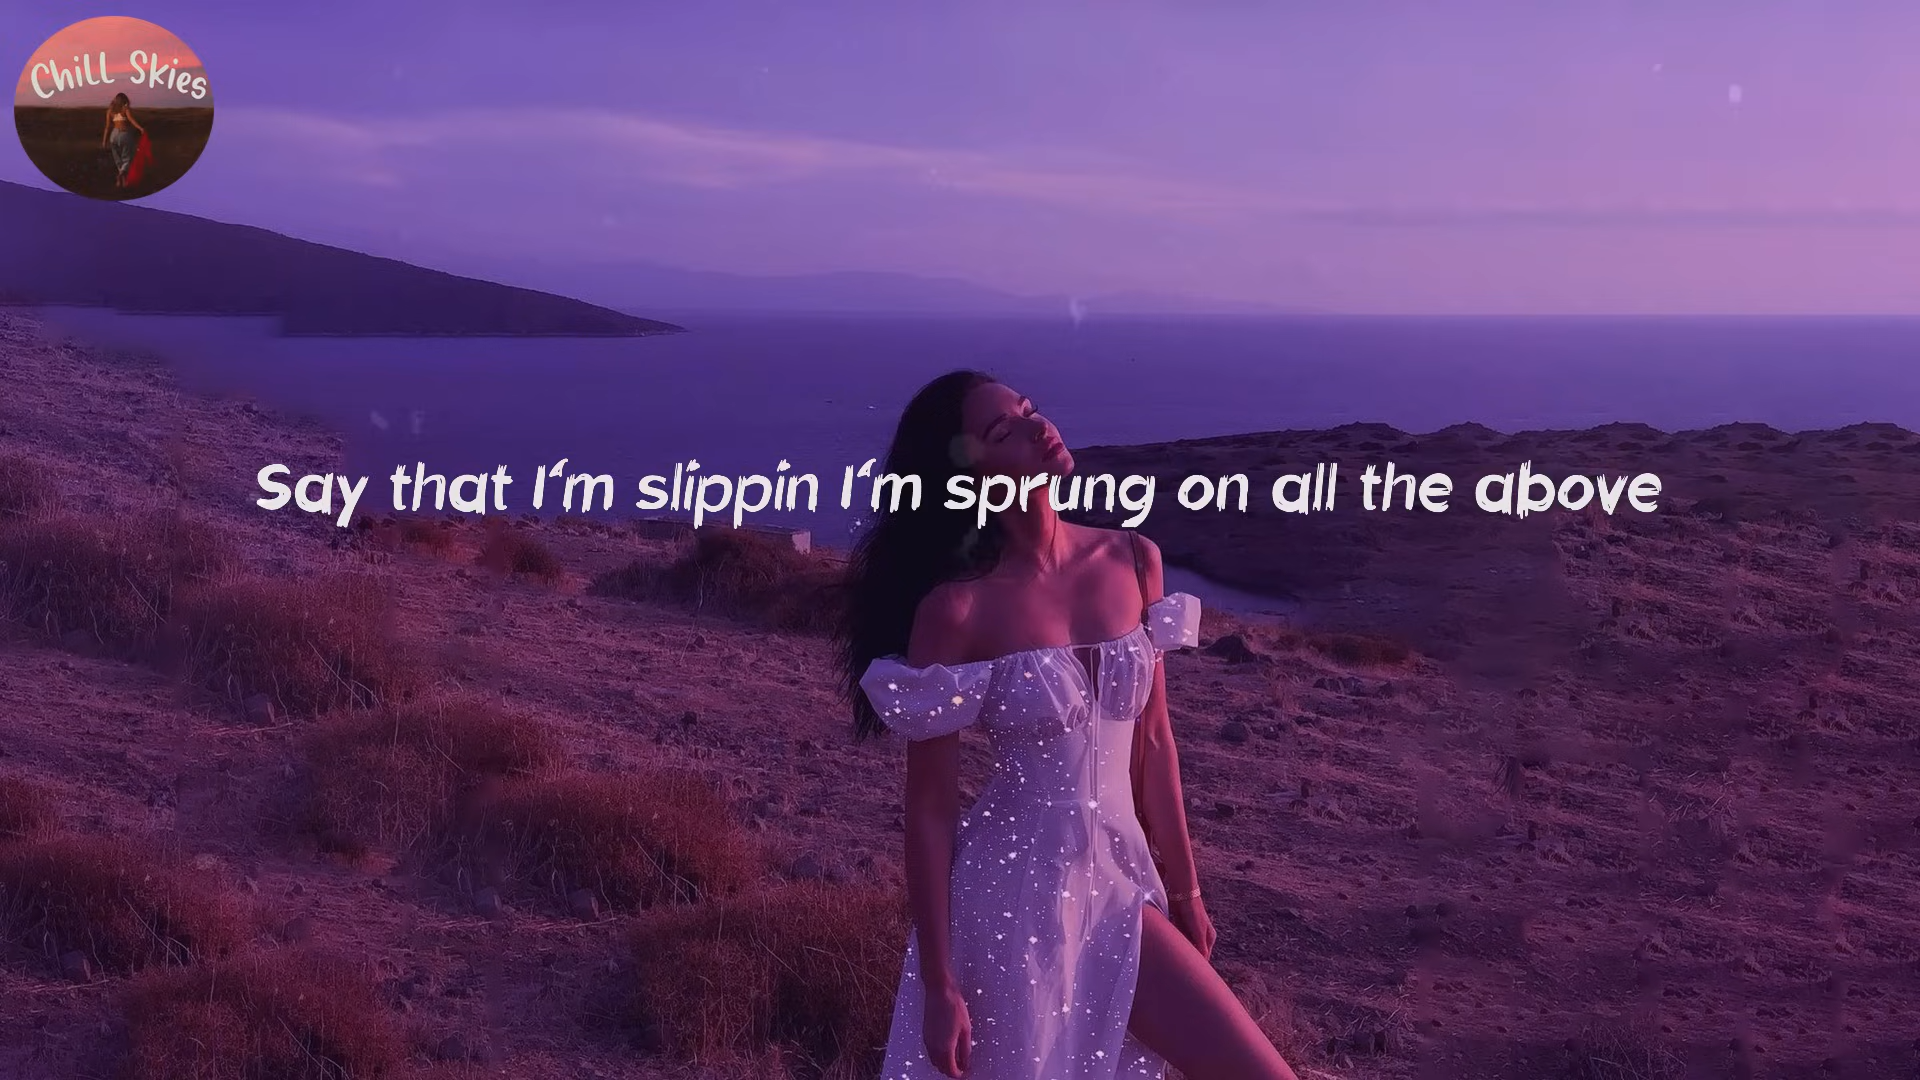 Chill Skies
Say that I‘m slippin I‘m sprung on all the above